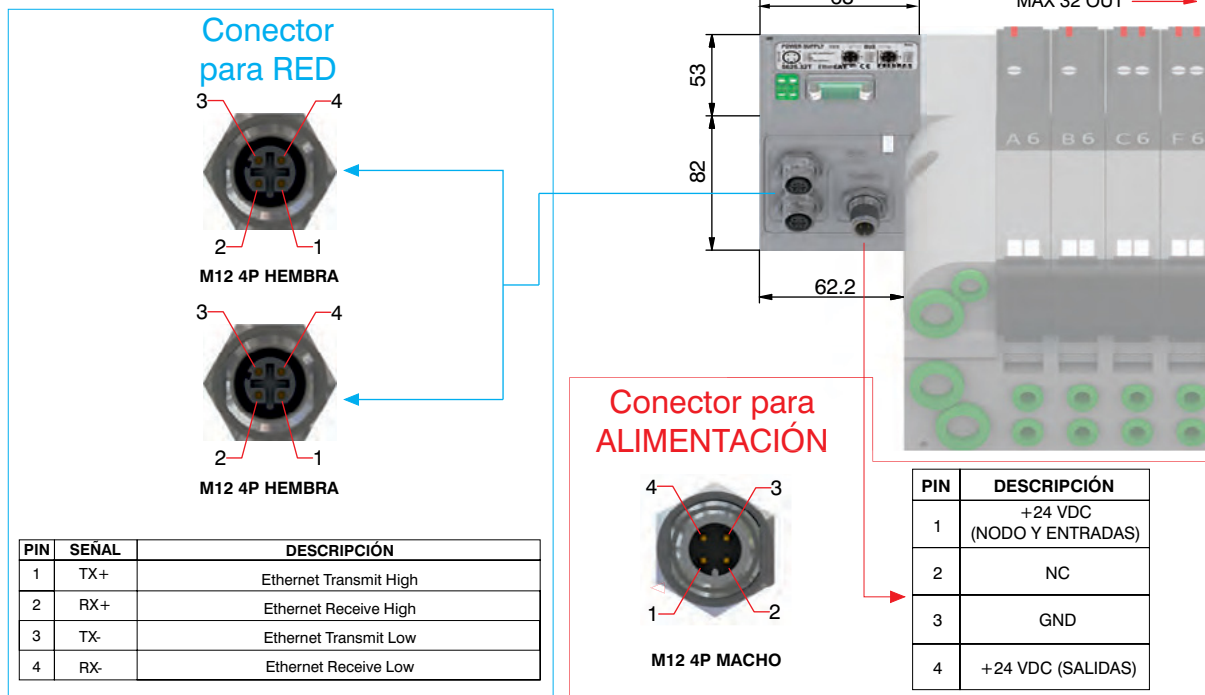 Conector
para RED
3
4
2
1
M12 4P HEMBRA
3
4
2
1
M12 4P HEMBRA
PIN SEÑAL DESCRIPCIÓN
1 TX+ Ethernet Transmit High
2 RX+ Ethernet Receive High
3 TX- Ethernet Transmit Low
4 RX- Ethernet Receive Low
MAX 32 OUT
53
82
62.2
POWER SUPPLY
BUS
EtherCAT
A 6
B 6
C 6
F 6
Conector para
ALIMENTACIÓN
4
3
1
2
M12 4P MACHO
PIN DESCRIPCIÓN
1 +24 VDC
(NODO Y ENTRADAS)
2 NC
3 GND
4 +24 VDC (SALIDAS)